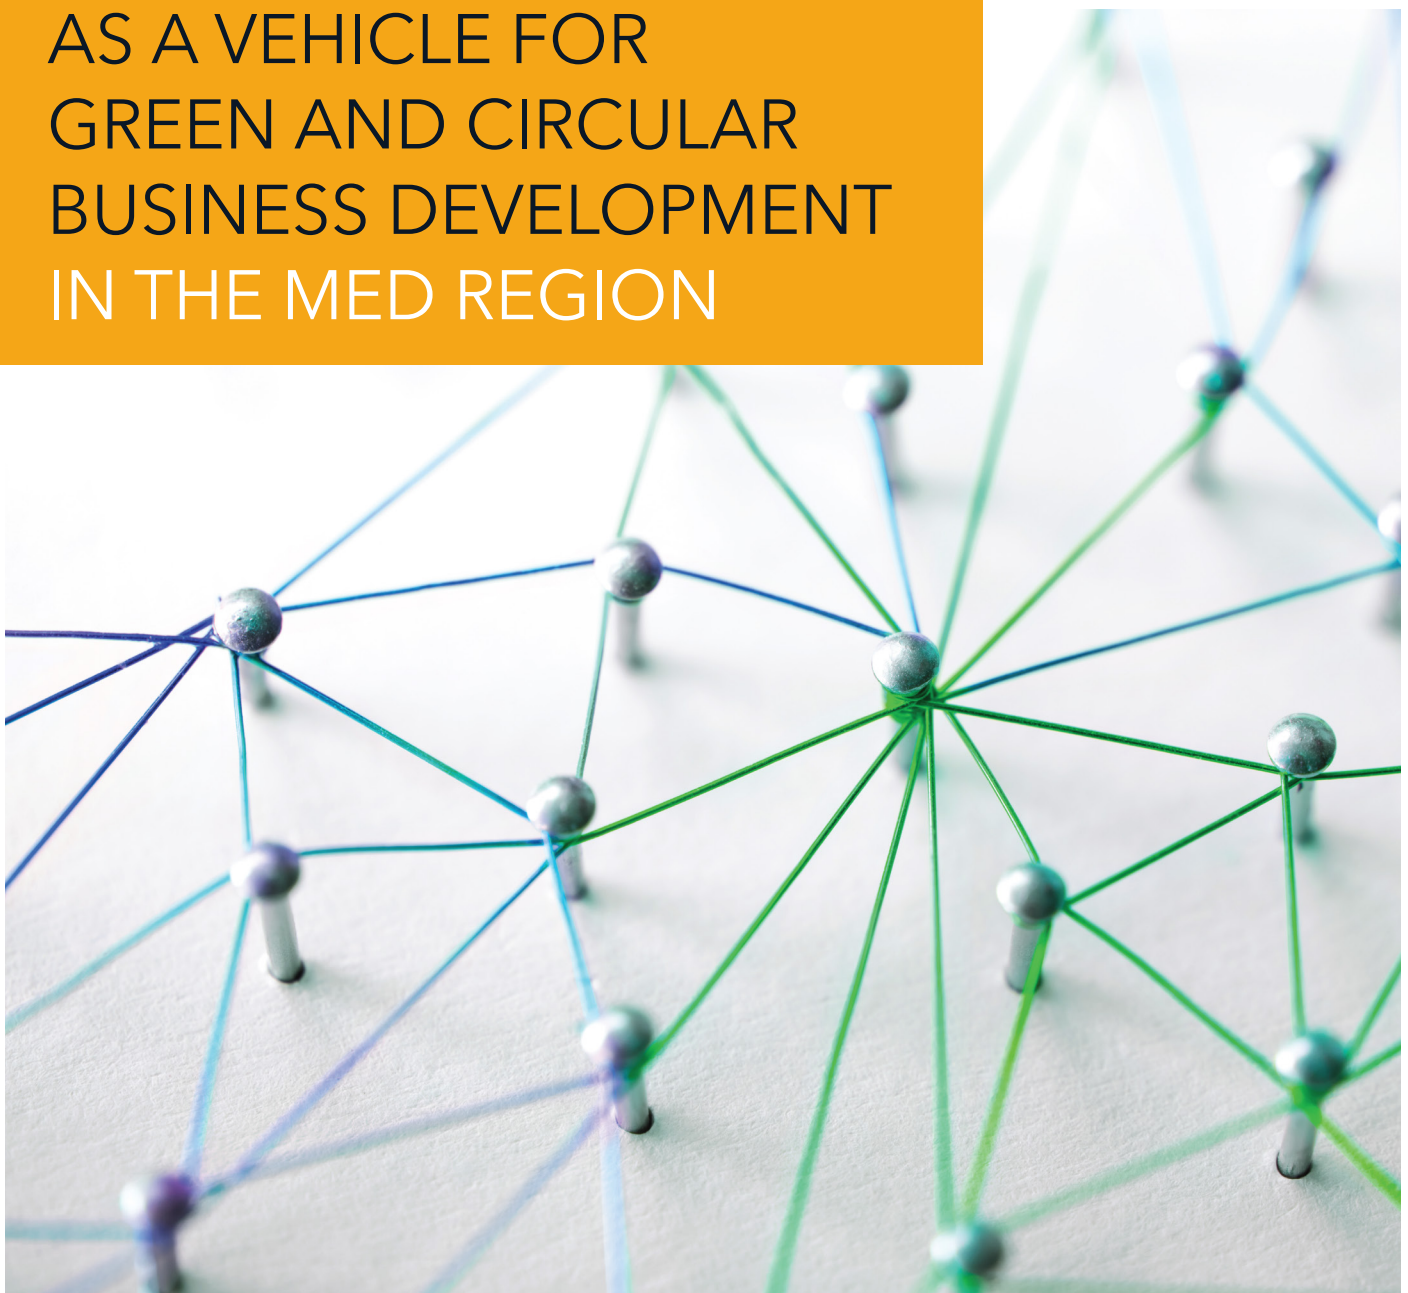 AS A VEHICLE FOR
GREEN AND CIRCULAR
BUSINESS DEVELOPMENT
IN THE MED REGION